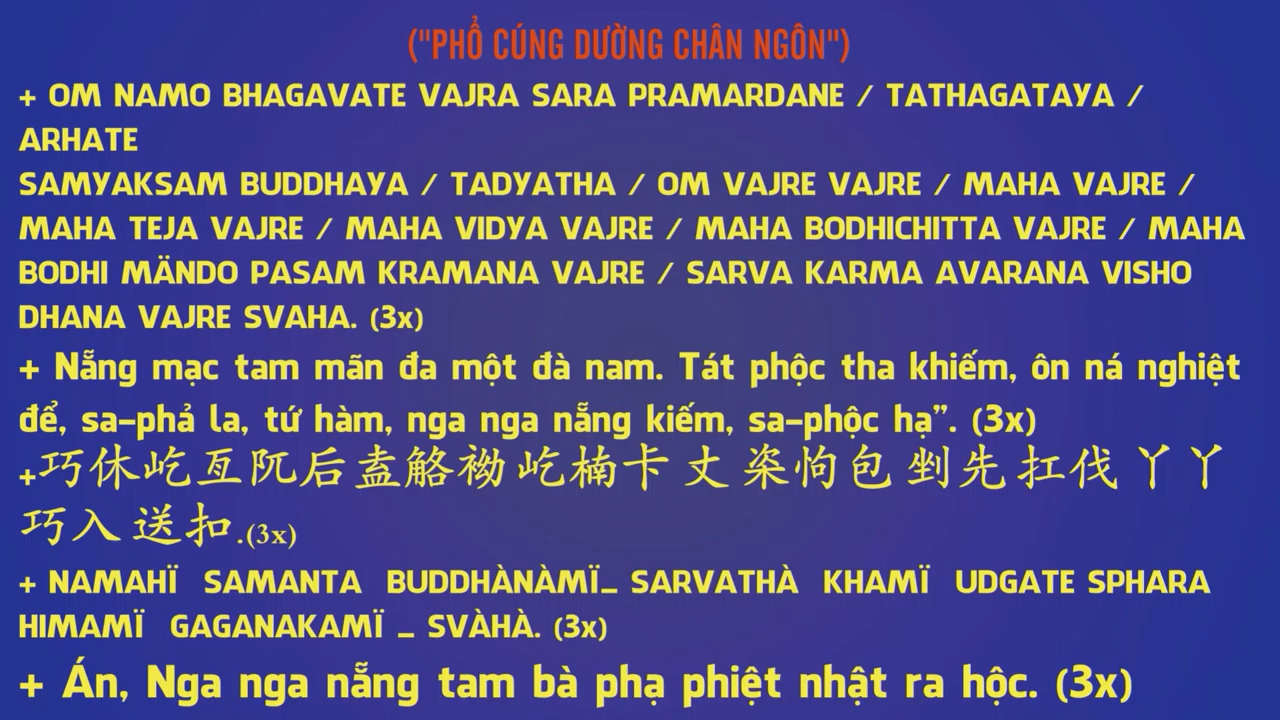 ("PHỔ CÚNG DƯỜNG CHÂN NGÔN")
+ OM NAMO BHAGAVATE VAJRA SARA PRAMARDANE / TATHAGATAYA /
ARHATE
SAMYAKSAM BUDDHAYA / TADYATHA / OM VAJRE VAJRE / MAHA VAJRE /
MAHA TEJA VAJRE / MAHA VIDYA VAJRE / MAHA BODHICHITTA VAJRE / MAHA
BODHI MÄNDO PASAM KRAMANA VAJRE / SARVA KARMA AVARANA VISHO
DHANA VAJRE SVAHA. (3x)
+ Nẵng mạc tam mãn đa một đà nam. Tát phộc tha khiếm, ôn ná nghiệt
để, sa-phả la, tứ hàm, nga nga nẵng kiếm, sa-phộc hạ”. (3x)
+巧休屹亙阢后盍觡袎屹楠卡丈楶怐包剉先扛伐丫丫
巧入送扣.(3x)
+ NAMAHÏ SAMANTA BUDDHÀNÀMÏ_ SARVATHÀ KHAMÏ UDGATE SPHARA
HIMAMÏ GAGANAKAMÏ _ SVÀHÀ. (3x)
+ Án, Nga nga nẵng tam bà phạ phiệt nhật ra hộc. (3x)